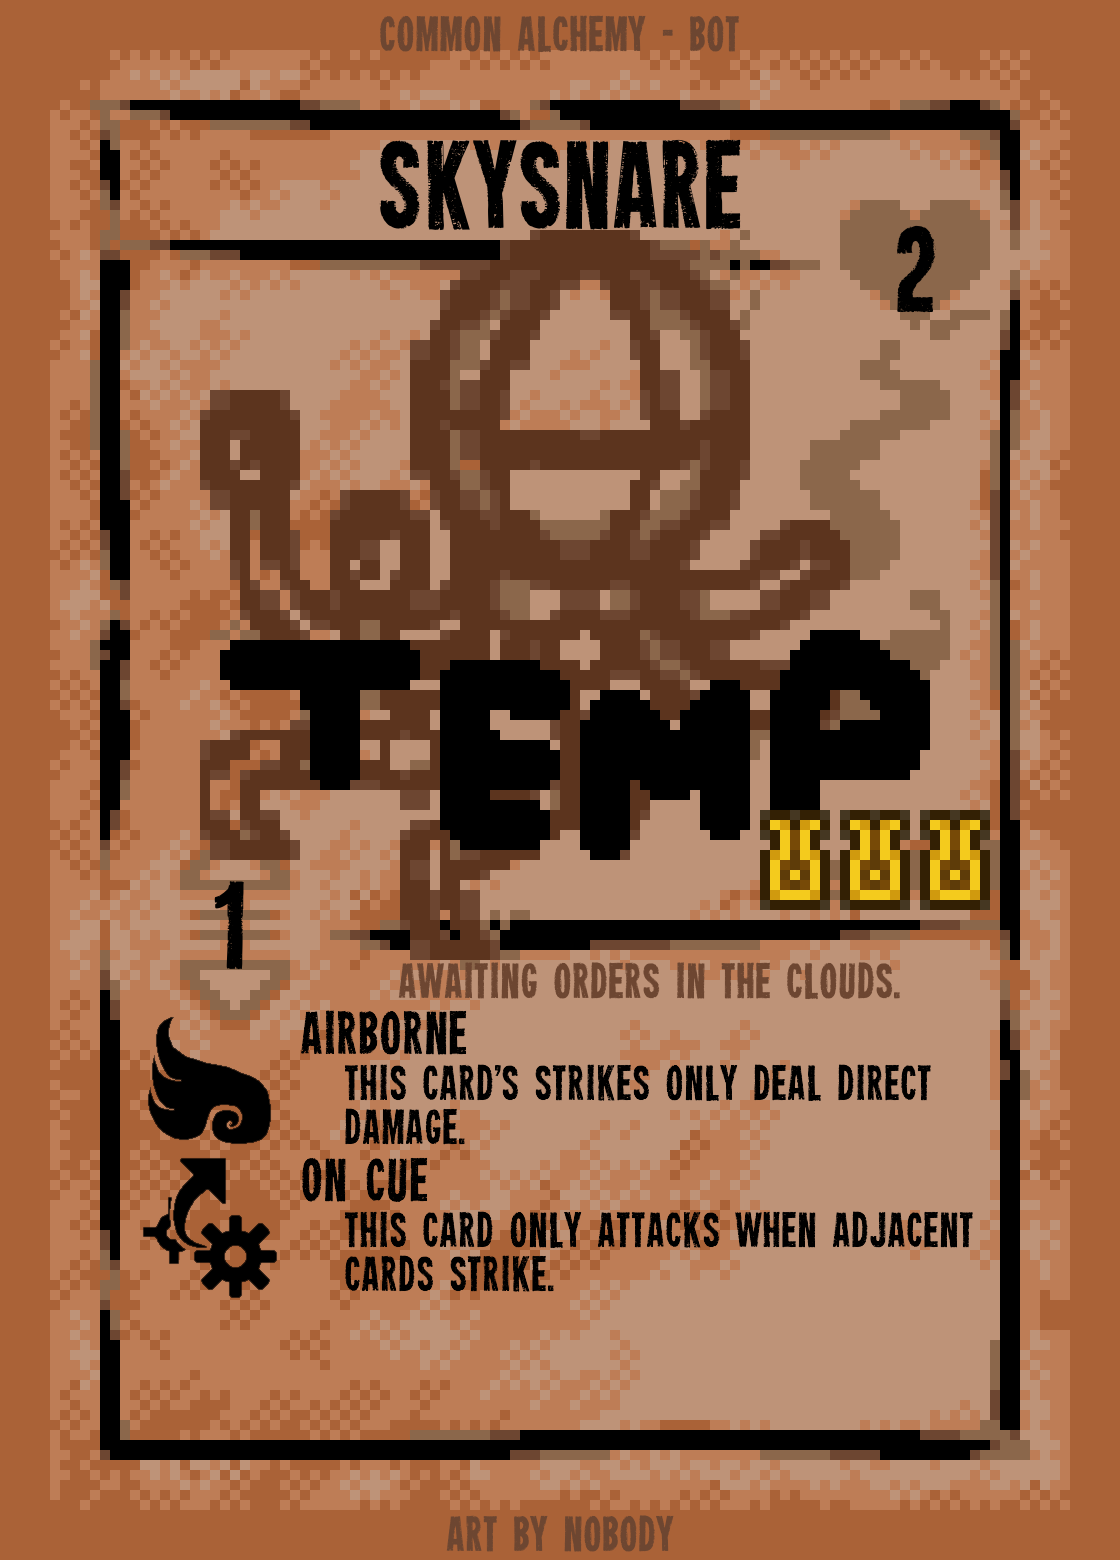 COMMON ALCHEMY - BOT
SKYSNARE
2
TEMP
1
AWAITING ORDERS IN THE CLOUDS.
AIRBORNE
THIS CARD'S STRIKES ONLY DEAL DIRECT
DAMAGE.
ON CUE
THIS CARD ONLY ATTACKS WHEN ADJACENT
CARDS STRIKE.
ART BY NOBODY